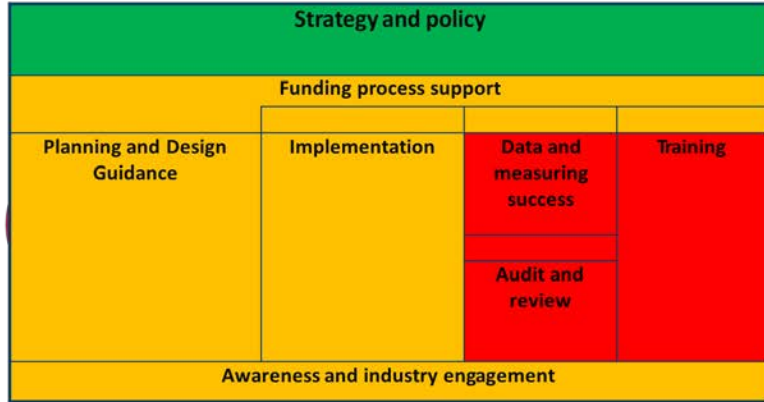 Strategy and policy
Funding process support
Planning and Design
Guidance
Implementation
Data and
measuring
success
Training
Audit and
review
Awareness and industry engagement